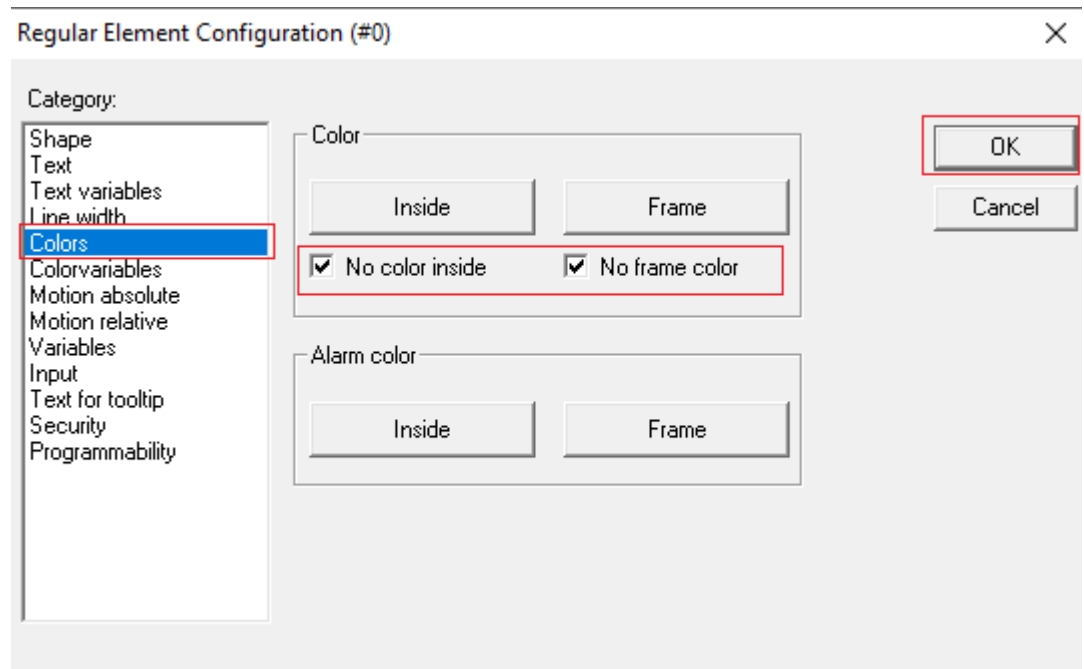 Regular Element Configuration (#0)
Category:
Shape
Text
Text variables
Line width
Colors
Colorvariables
Motion absolute
Motion relative
Variables
Input
Text for tooltip
Security
Programmability
Color
Inside Frame
No color inside No frame color
Alarm color
Inside Frame
OK
Cancel